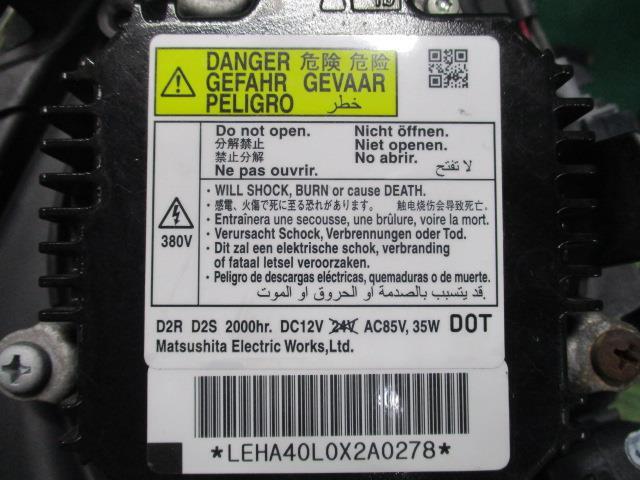 DANGER 危険 危险
GEFAHR GEVAAR
PELIGRO خطر
Do not open. Nicht öffnen.
分解禁止 Niet openen.
禁止分解 No abrir.
Ne pas ouvrir. لا تفتح
380V
· WILL SHOCK, BURN or cause DEATH.
· 感電、火傷で死に至る恐れがあります。 触电烧伤会导致死亡。
· Entraînera une secousse, une brûlure, voire la mort.
· Verursacht Schock, Verbrennungen oder Tod.
· Dit zal een elektrische schok, verbranding
of fataal letsel veroorzaken.
· Peligro de descargas eléctricas, quemaduras o de muerte.
قد يتسبب بالصدمة او الحروق او الموت.
D2R D2S 2000hr. DC12V 24V AC85V, 35W DOT
Matsushita Electric Works,Ltd.
*LEHA40L0X2A0278*